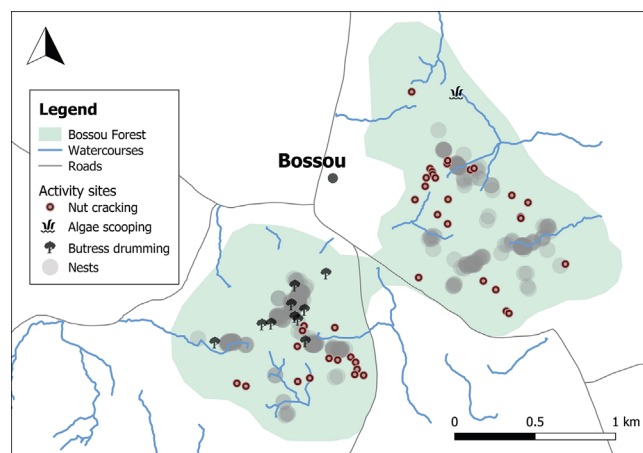 Legend
Bossou Forest
Watercourses
Roads
Activity sites
Nut cracking
Algae scooping
Butress drumming
Nests
Bossou
0 0.5 1 km